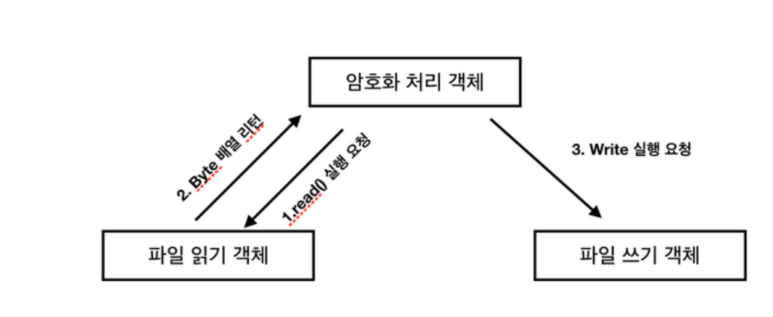 암호화 처리 객체
2. Byte 배열 리턴
1.read() 실행 요청
3. Write 실행 요청
파일 읽기 객체
파일 쓰기 객체